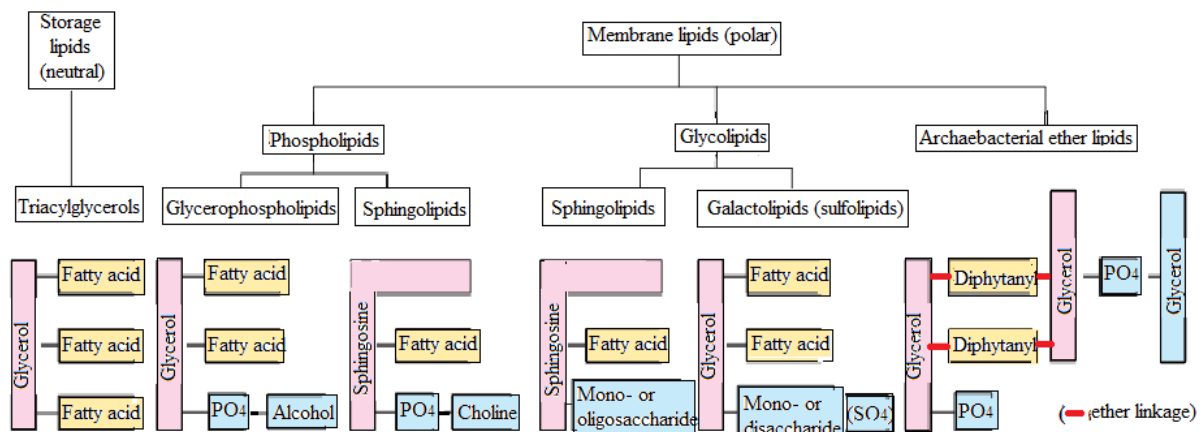 Storage
lipids
(neutral)
Membrane lipids (polar)
Phospholipids
Glycolipids
Archaebacterial ether lipids
Triacylglycerols
Glycerophospholipids
Sphingolipids
Sphingolipids
Galactolipids (sulfolipids)
Glycerol
Fatty acid
Fatty acid
Fatty acid
Glycerol
Fatty acid
Fatty acid
PO4
Alcohol
Sphingosine
Fatty acid
PO4
Choline
Sphingosine
Fatty acid
Mono- or
oligosaccharide
Glycerol
Fatty acid
Fatty acid
Mono- or
disaccharide
(SO4)
Glycerol
Diphytanyl
Diphytanyl
PO4
Glycerol
PO4
Glycerol
( ether linkage)